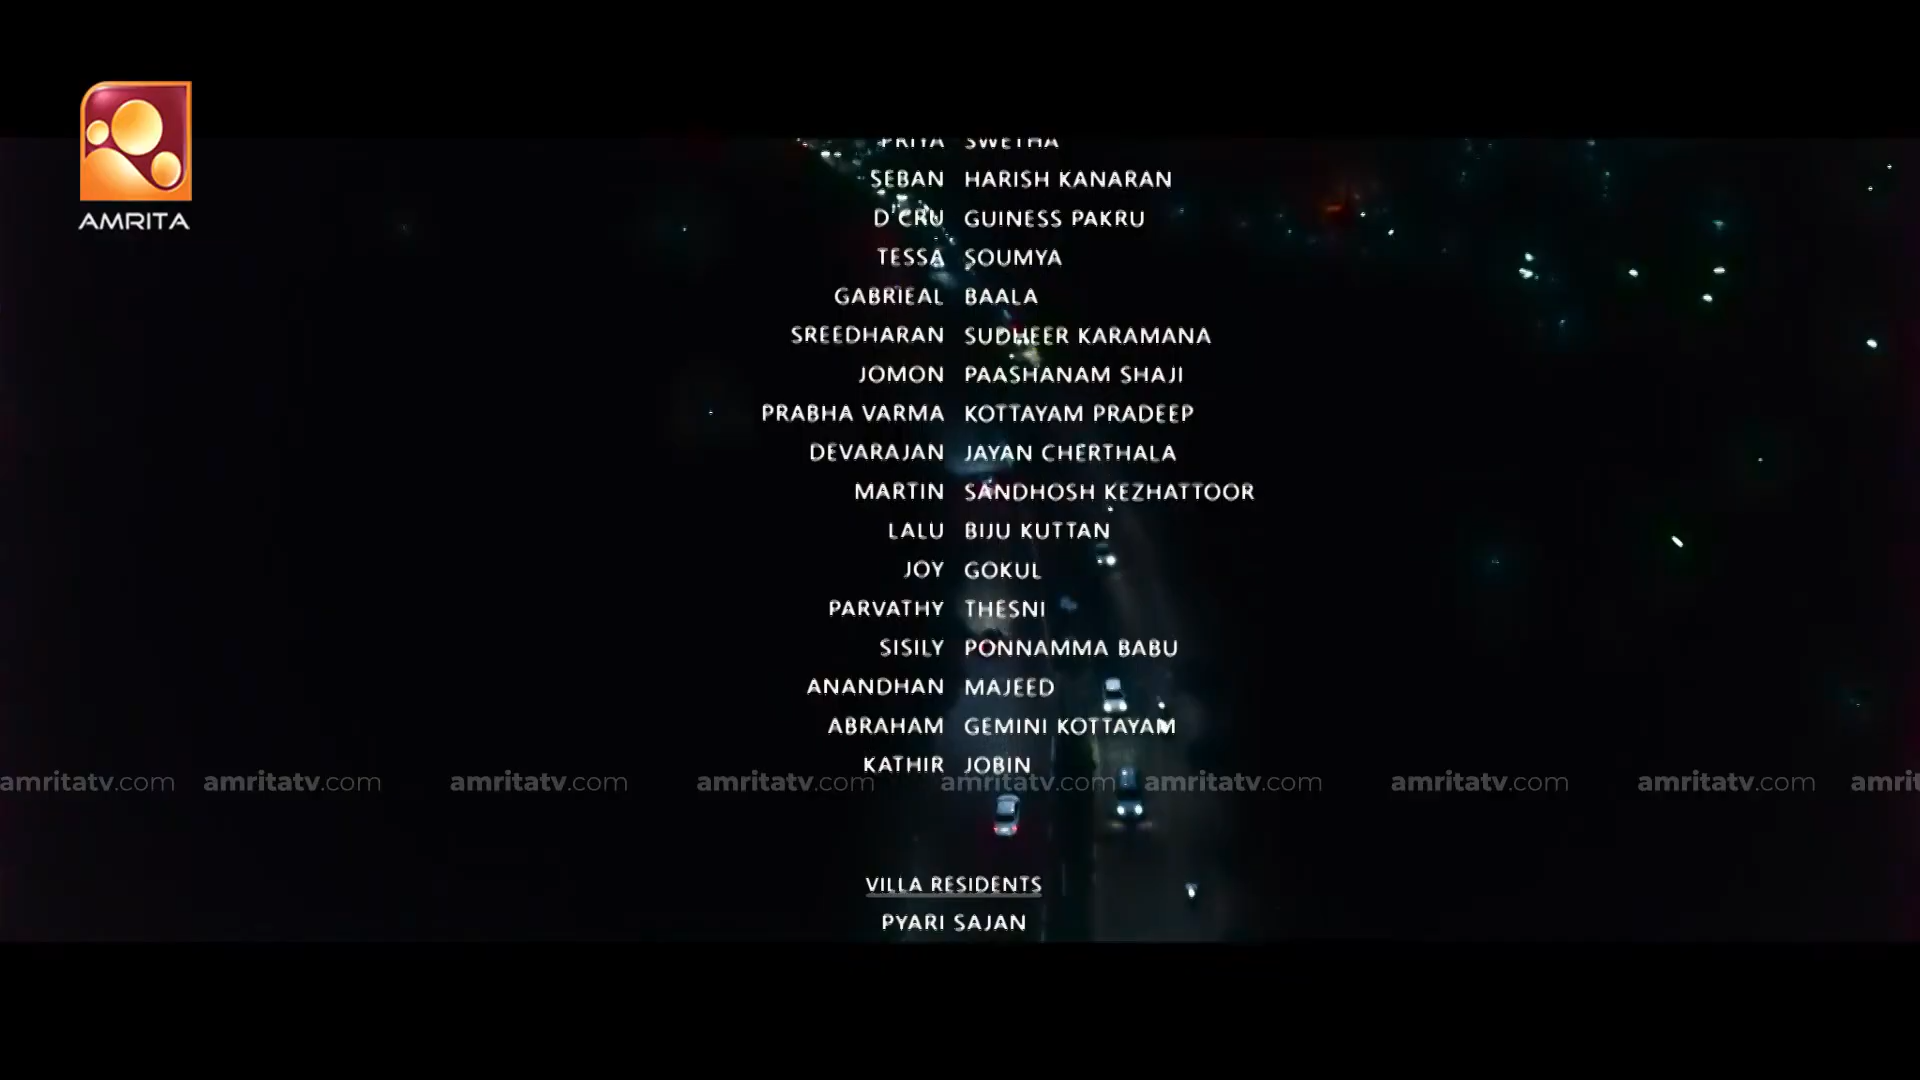 PRIYA SWETHA
SEBAN HARISH KANARAN
AMRITA
D'CRU GUINESS PAKRU
TESSA SOUMYA
GABRIEAL BAALA
SREEDHARAN SUDHEER KARAMANA
JOMON PAASHANAM SHAJI
PRABHA VARMA KOTTAYAM PRADEEP
DEVARAJAN JAYAN CHERTHALA
MARTIN SANDHOSH KEZHATTOOR
LALU BIJU KUTTAN
JOY GOKUL
PARVATHY THESNI
SISILY PONNAMMA BABU
ANANDHAN MAJEED
ABRAHAM GEMINI KOTTAYAM
KATHIR JOBIN
amritatv.com amritatv.com amritatv.com amritatv.com amritatv.com amritatv.com amritatv.com amritatv.com amri
VILLA RESIDENTS
PYARI SAJAN